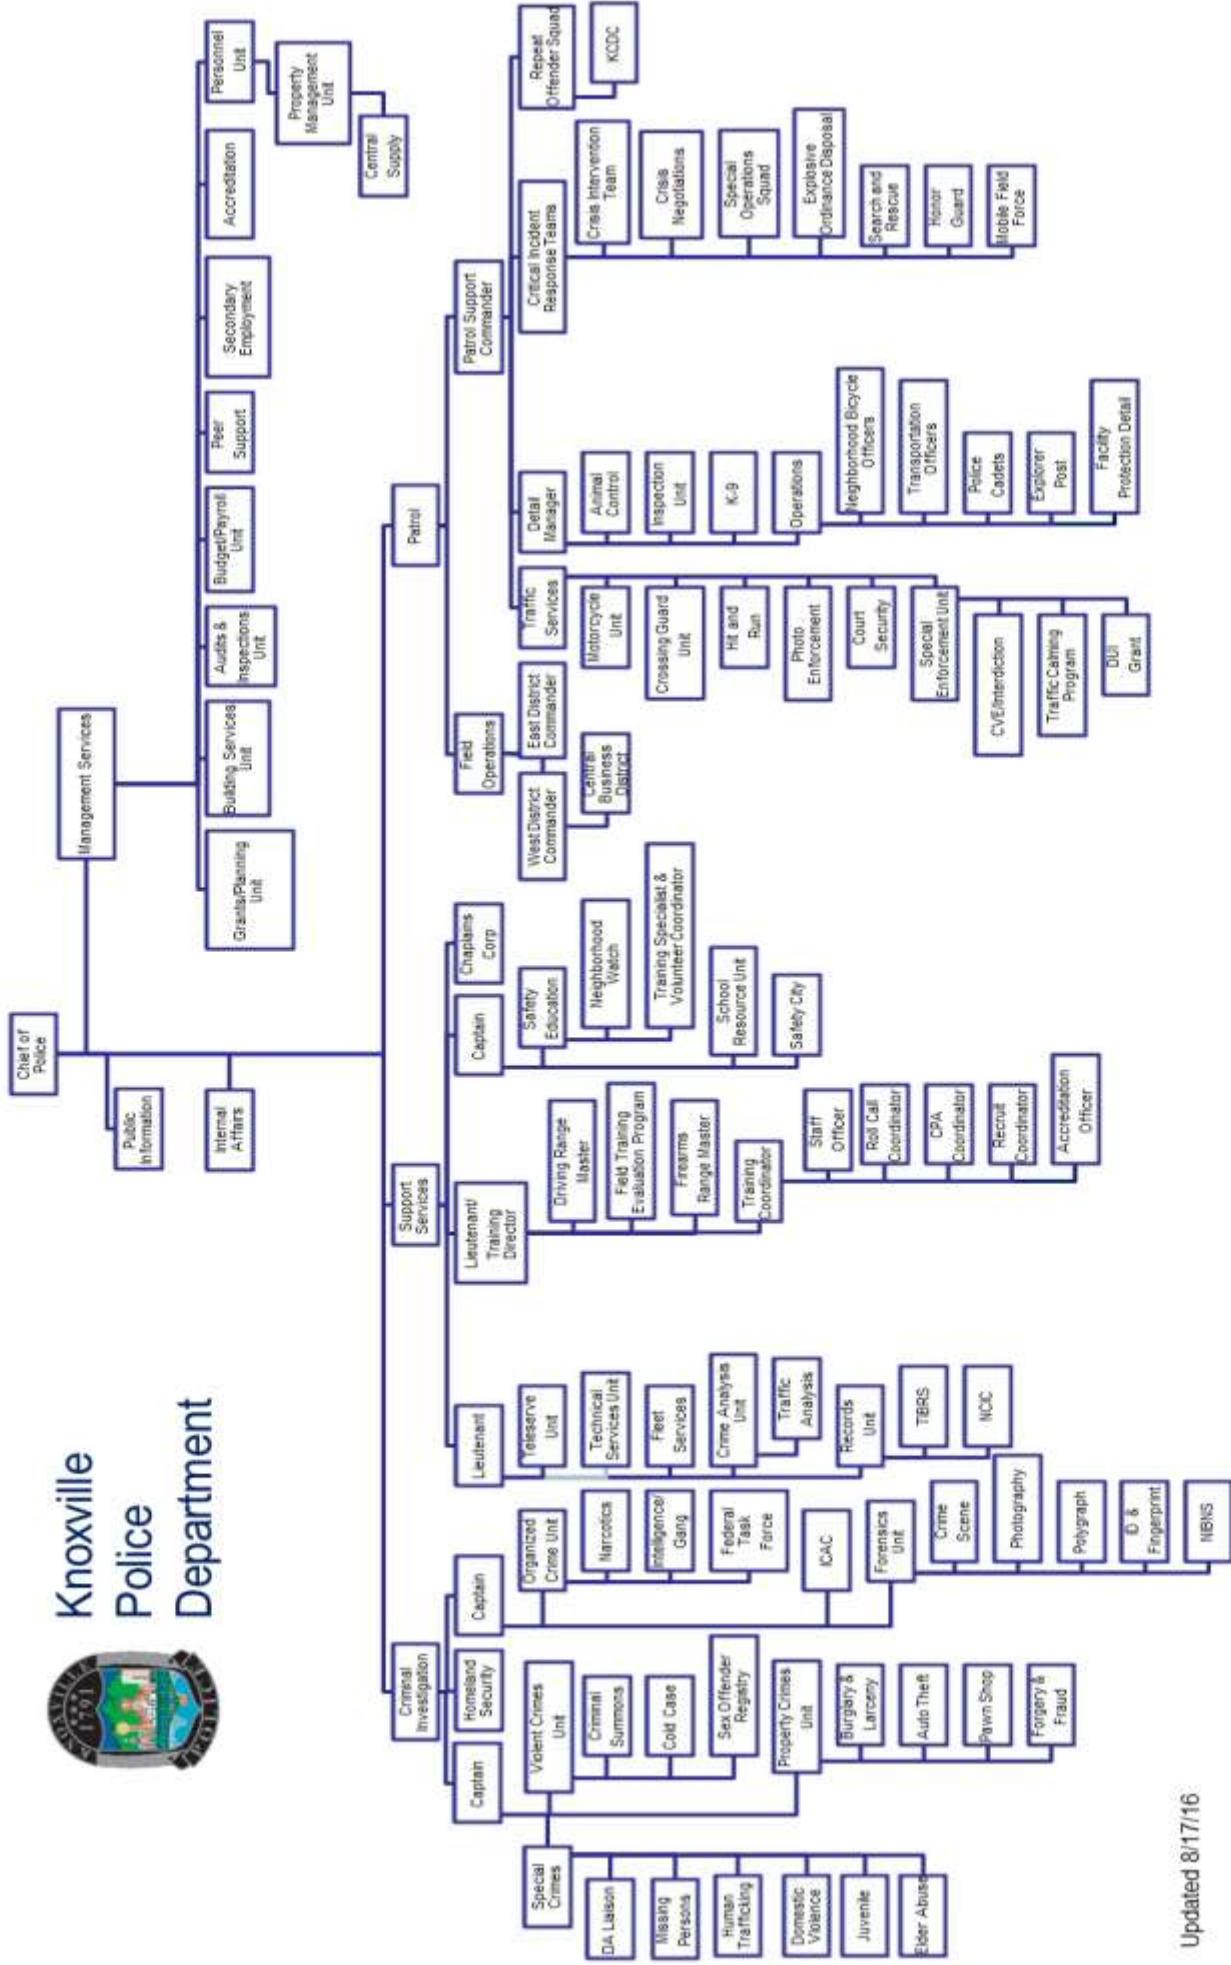 Knoxville
Police
Department
KNOXVILLE
1791
POLICE
Chief of
Police
Public
Information
Internal
Affairs
Management Services
Grants/Planning
Unit
Building Services
Unit
Audits &
Inspections
Unit
Budget/Payroll
Unit
Peer
Support
Secondary
Employment
Accreditation
Personnel
Unit
Property
Management
Unit
Central
Supply
Criminal
Investigation
Support
Services
Patrol
Captain
Homeland
Security
Captain
Lieutenant
Lieutenant/
Training
Director
Captain
Chaplains
Corp
Field
Operations
Patrol Support
Commander
Special
Crimes
DA Liaison
Missing
Persons
Human
Trafficking
Domestic
Violence
Juvenile
Elder Abuse
Violent Crimes
Unit
Criminal
Summons
Cold Case
Sex Offender
Registry
Property Crimes
Unit
Burglary &
Larceny
Auto Theft
Pawn Shop
Forgery &
Fraud
Organized
Crime Unit
Narcotics
Intelligence/
Gang
Federal
Task
Force
ICAC
Forensics
Unit
Crime
Scene
Photography
Polygraph
ID &
Fingerprint
NIBNS
Teleserve
Unit
Technical
Services Unit
Fleet
Services
Crime Analysis
Unit
Traffic
Analysis
Records
Unit
TIBRS
NCIC
Driving Range
Master
Field Training
Evaluation Program
Firearms
Range Master
Training
Coordinator
Staff
Officer
Roll Call
Coordinator
CPA
Coordinator
Recruit
Coordinator
Accreditation
Officer
Safety
Education
Neighborhood
Watch
Training Specialist &
Volunteer Coordinator
School
Resource Unit
Safety City
West District
Commander
East District
Commander
Central
Business
District
Traffic
Services
Motorcycle
Unit
Crossing Guard
Unit
Hit and
Run
Photo
Enforcement
Court
Security
Special
Enforcement Unit
CVE/Interdiction
Traffic Calming
Program
DUI
Grant
Detail
Manager
Animal
Control
Inspection
Unit
K-9
Operations
Neighborhood Bicycle
Officers
Transportation
Officers
Police
Cadets
Explorer
Post
Facility
Protection Detail
Critical Incident
Response Teams
Crisis Intervention
Team
Crisis
Negotiations
Special
Operations
Squad
Explosive
Ordinance Disposal
Search and
Rescue
Honor
Guard
Mobile Field
Force
Repeat
Offender Squad
KCDC
Updated 8/17/16